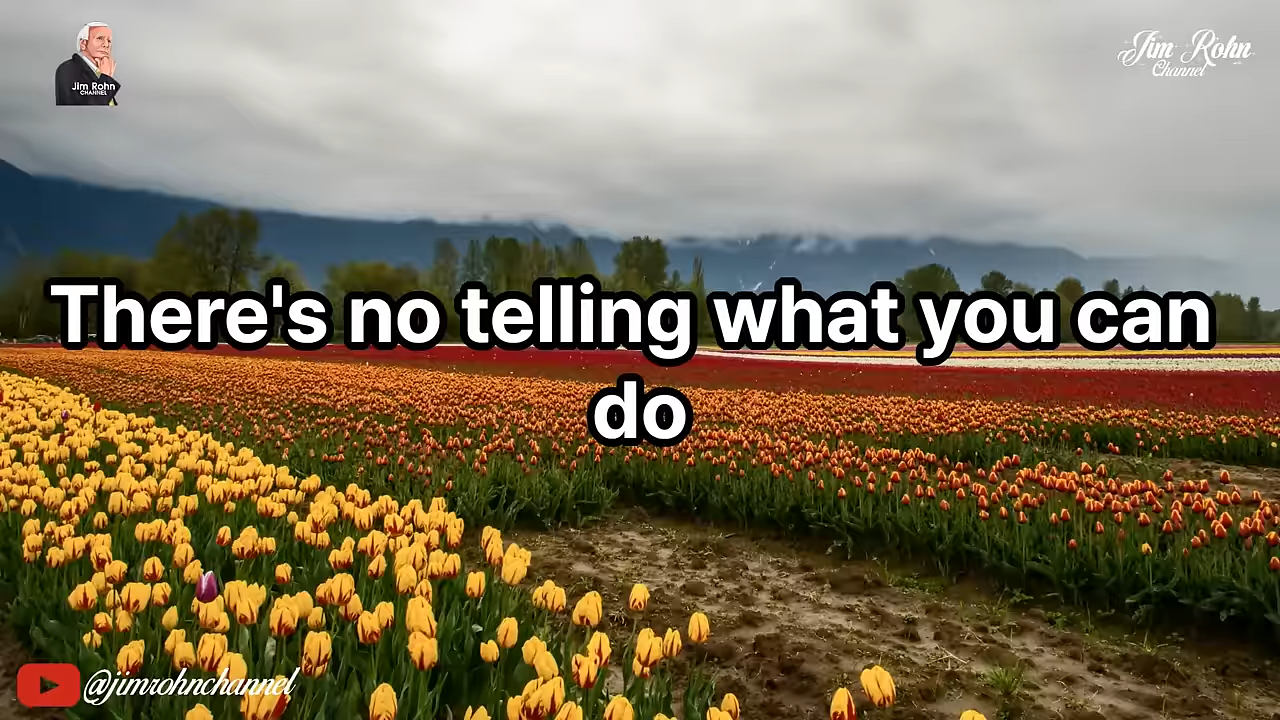 Jim Rohn
CHANNEL
Jim Rohn
Channel
There's no telling what you can
do
@jimrohnchannel